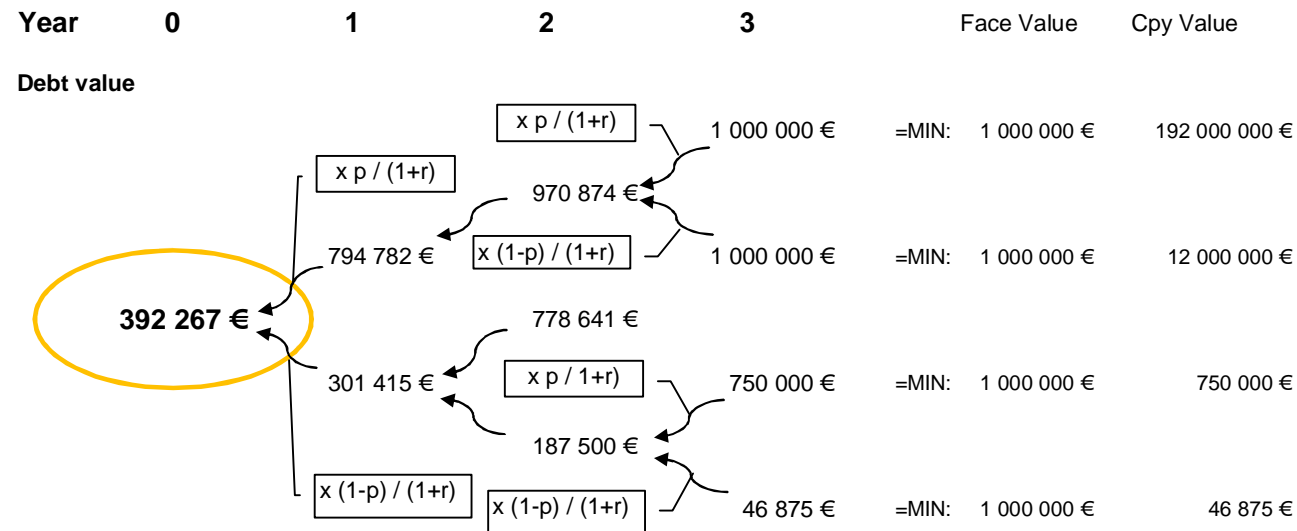 Year 0 1 2 3 Face Value Cpy Value
Debt value
x p / (1+r) 1 000 000 € =MIN: 1 000 000 € 192 000 000 €
x p / (1+r)
970 874 €
794 782 € x (1-p) / (1+r) 1 000 000 € =MIN: 1 000 000 € 12 000 000 €
392 267 € 778 641 €
301 415 € x p / 1+r) 750 000 € =MIN: 1 000 000 € 750 000 €
187 500 €
x (1-p) / (1+r) x (1-p) / (1+r) 46 875 € =MIN: 1 000 000 € 46 875 €